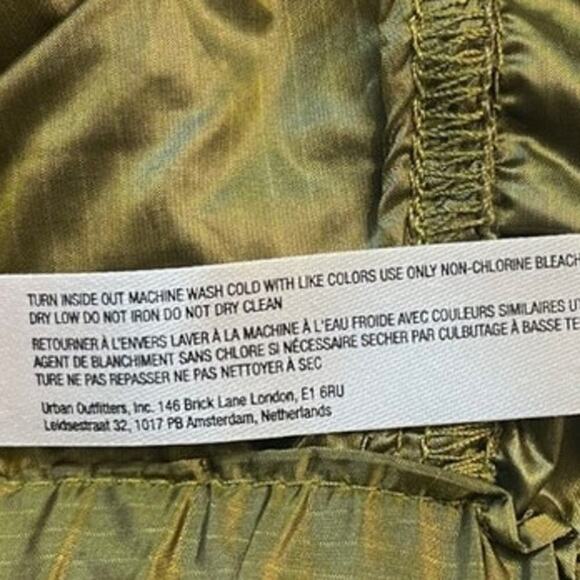 TURN INSIDE OUT MACHINE WASH COLD WITH LIKE COLORS USE ONLY NON-CHLORINE BLEACH
DRY LOW DO NOT IRON DO NOT DRY CLEAN
RETOURNER À L'ENVERS LAVER À LA MACHINE À L'EAU FROIDE AVEC COULEURS SIMILAIRES UT
AGENT DE BLANCHIMENT SANS CHLORE SI NÉCESSAIRE SECHER PAR CULBUTAGE À BASSE TE
TURE NE PAS REPASSER NE PAS NETTOYER À SEC
Urban Outfitters, Inc. 146 Brick Lane London, E1 6RU
Leidsestraat 32, 1017 PB Amsterdam, Netherlands